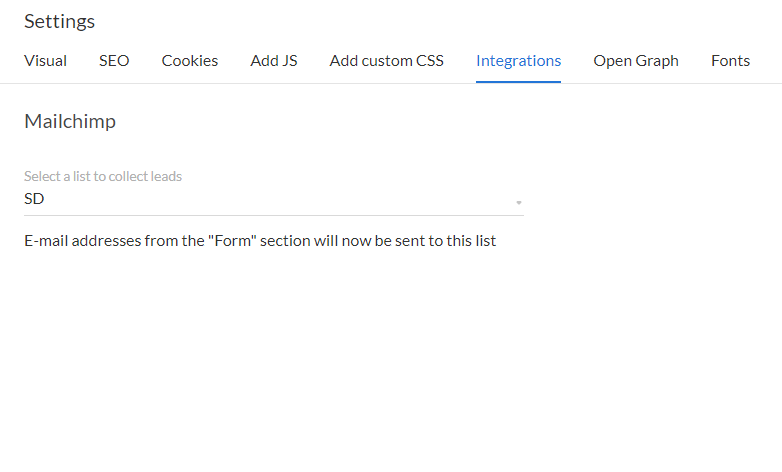 Settings
Visual SEO Cookies Add JS Add custom CSS Integrations Open Graph Fonts
Mailchimp
Select a list to collect leads
SD
E-mail addresses from the "Form" section will now be sent to this list